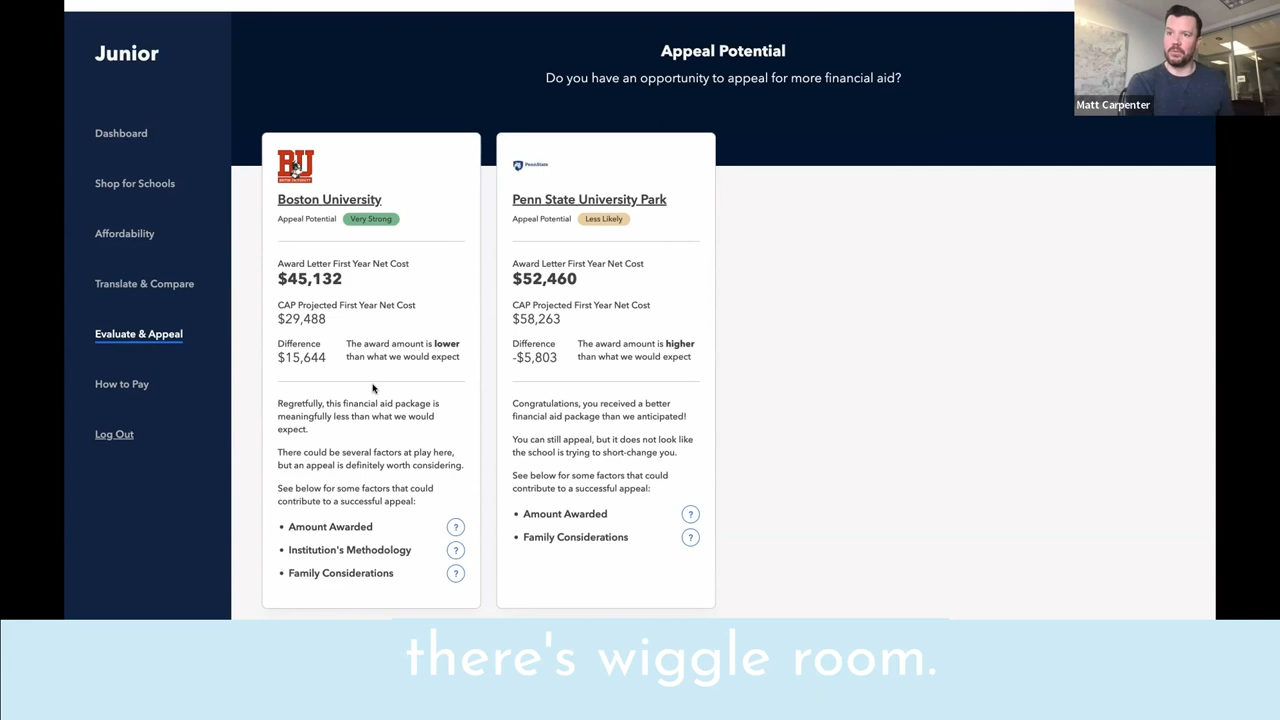 Junior
Dashboard
Shop for Schools
Affordability
Translate & Compare
Evaluate & Appeal
How to Pay
Log Out
Appeal Potential
Do you have an opportunity to appeal for more financial aid?
Matt Carpenter
BU
Boston University
Appeal Potential Very Strong
Award Letter First Year Net Cost
$45,132
CAP Projected First Year Net Cost
$29,488
Difference
$15,644
The award amount is lower
than what we would expect
Regretfully, this financial aid package is
meaningfully less than what we would
expect.
There could be several factors at play here,
but an appeal is definitely worth considering.
See below for some factors that could
contribute to a successful appeal:
• Amount Awarded ?
• Institution's Methodology ?
• Family Considerations ?
PennState
Penn State University Park
Appeal Potential Less Likely
Award Letter First Year Net Cost
$52,460
CAP Projected First Year Net Cost
$58,263
Difference
-$5,803
The award amount is higher
than what we would expect
Congratulations, you received a better
financial aid package than we anticipated!
You can still appeal, but it does not look like
the school is trying to short-change you.
See below for some factors that could
contribute to a successful appeal:
• Amount Awarded ?
• Family Considerations ?
there's wiggle room.